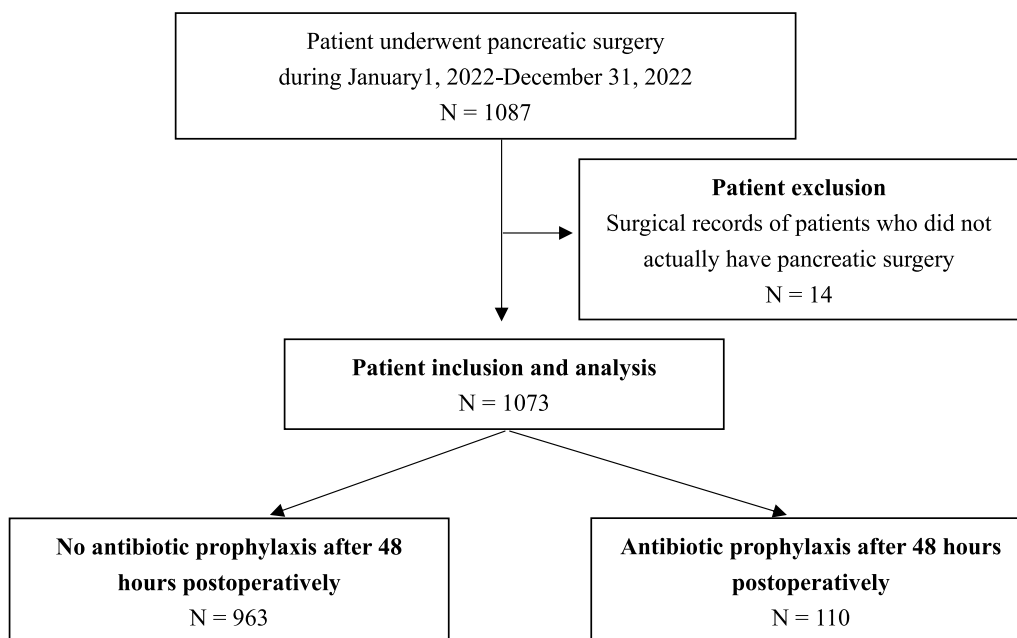 Patient underwent pancreatic surgery
during January1, 2022-December 31, 2022
N = 1087
Patient exclusion
Surgical records of patients who did not
actually have pancreatic surgery
N = 14
Patient inclusion and analysis
N = 1073
No antibiotic prophylaxis after 48
hours postoperatively
N = 963
Antibiotic prophylaxis after 48 hours
postoperatively
N = 110